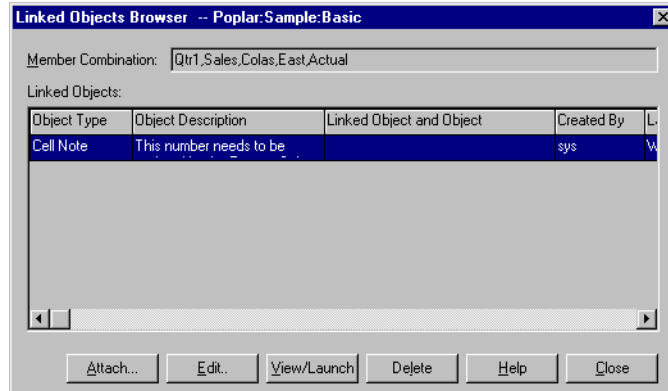 Linked Objects Browser -- Poplar:Sample:Basic
Member Combination: Qtr1,Sales,Colas,East,Actual
Linked Objects:
Object Type Object Description Linked Object and Object Created By
Cell Note This number needs to be sys
Attach... Edit.. View/Launch Delete Help Close